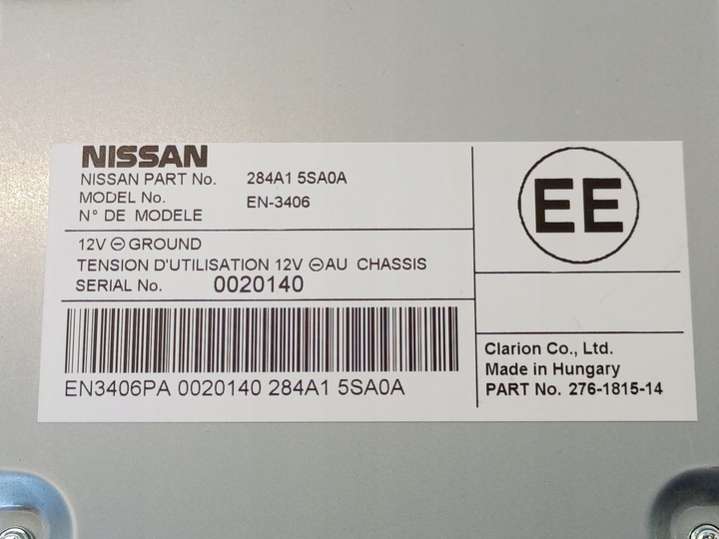 NISSAN
NISSAN PART No. 284A1 5SA0A
MODEL No.
N° DE MODELE EN-3406
12V ⊖ GROUND
TENSION D'UTILISATION 12V ⊖AU CHASSIS
SERIAL No. 0020140
EN3406PA 0020140 284A1 5SA0A
EE
Clarion Co., Ltd.
Made in Hungary
PART No. 276-1815-14